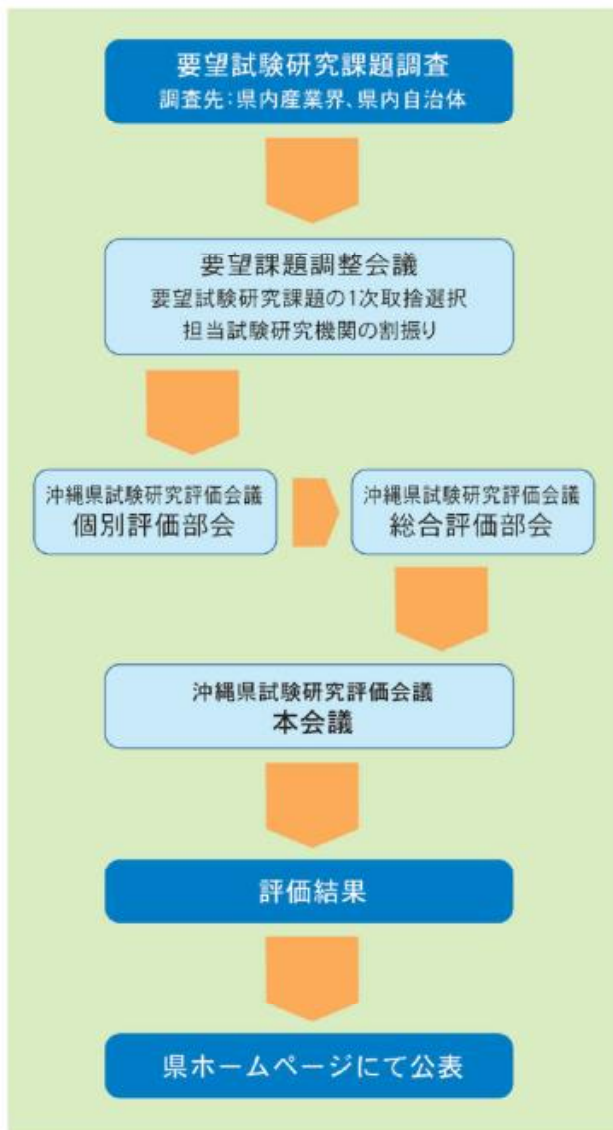 要望試験研究課題調査
調査先:県内産業界、県内自治体
要望課題調整会議
要望試験研究課題の1次取捨選択
担当試験研究機関の割振り
沖縄県試験研究評価会議
個別評価部会
沖縄県試験研究評価会議
総合評価部会
沖縄県試験研究評価会議
本会議
評価結果
県ホームページにて公表